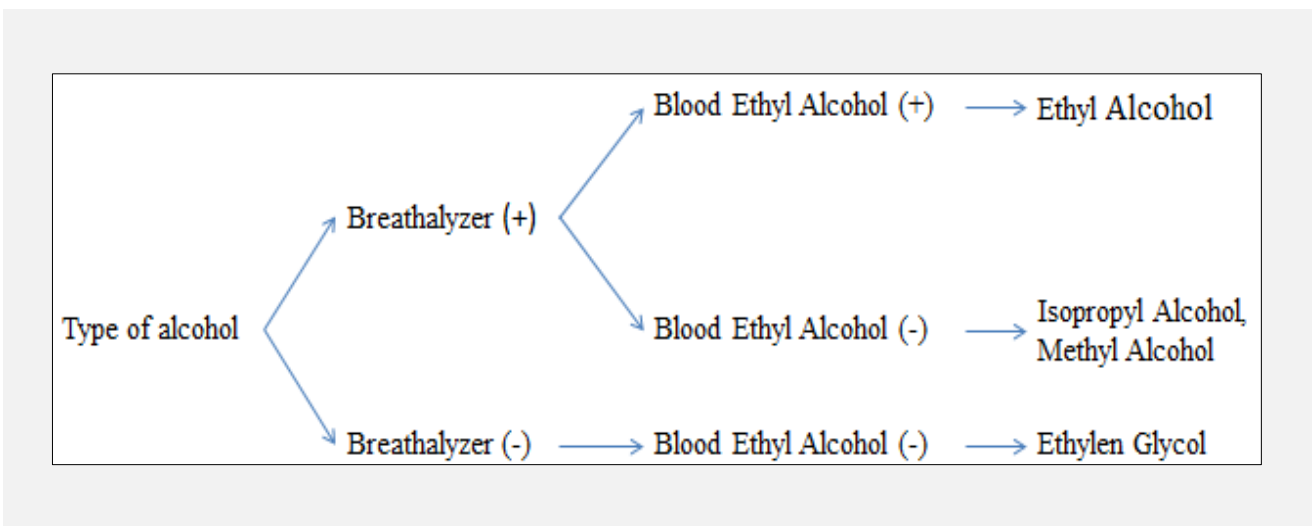 Blood Ethyl Alcohol (+)
Ethyl Alcohol
Breathalyzer (+)
Type of alcohol
Blood Ethyl Alcohol (-)
Isopropyl Alcohol,
Methyl Alcohol
Breathalyzer (-)
Blood Ethyl Alcohol (-)
Ethylen Glycol